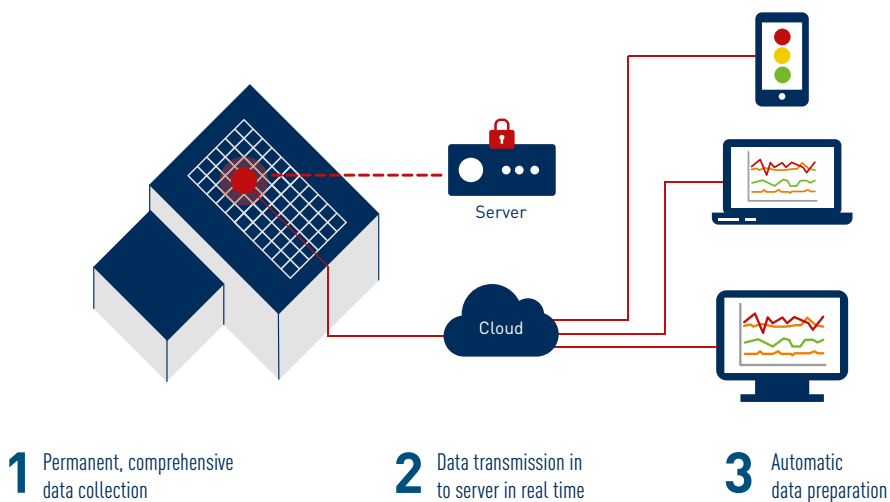 Server
Cloud
1 Permanent, comprehensive
data collection
2 Data transmission in
to server in real time
3 Automatic
data preparation